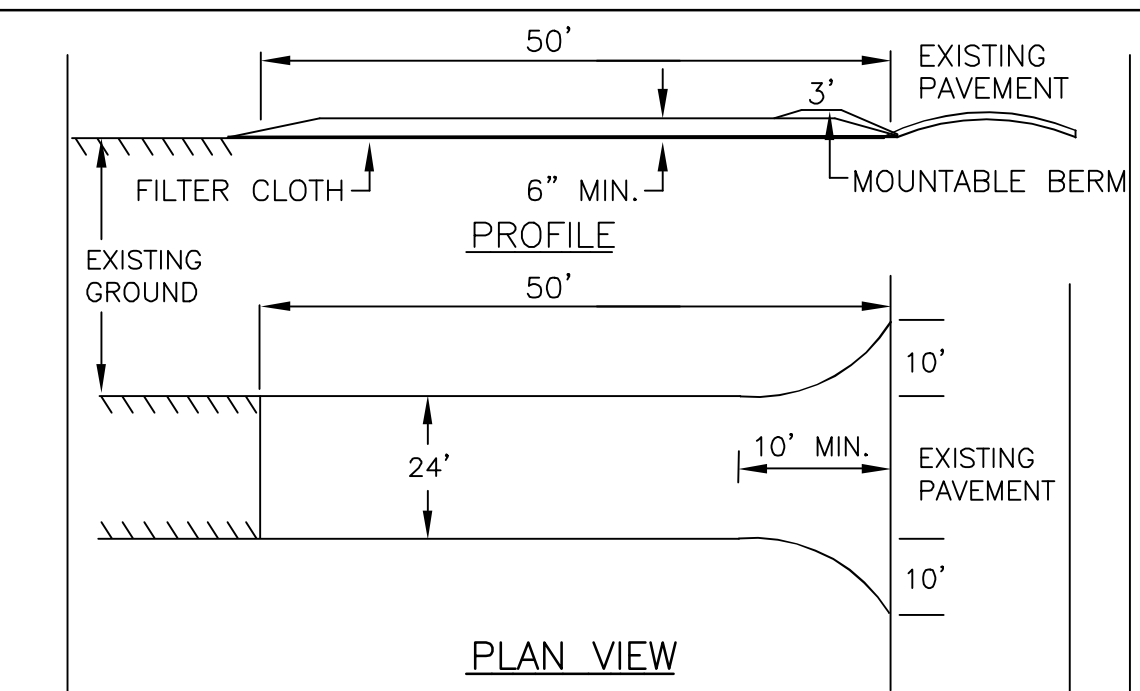 50'
EXISTING
PAVEMENT
3'
FILTER CLOTH
6" MIN.
MOUNTABLE BERM
PROFILE
EXISTING
GROUND
50'
10'
24'
10' MIN.
EXISTING
PAVEMENT
10'
PLAN VIEW